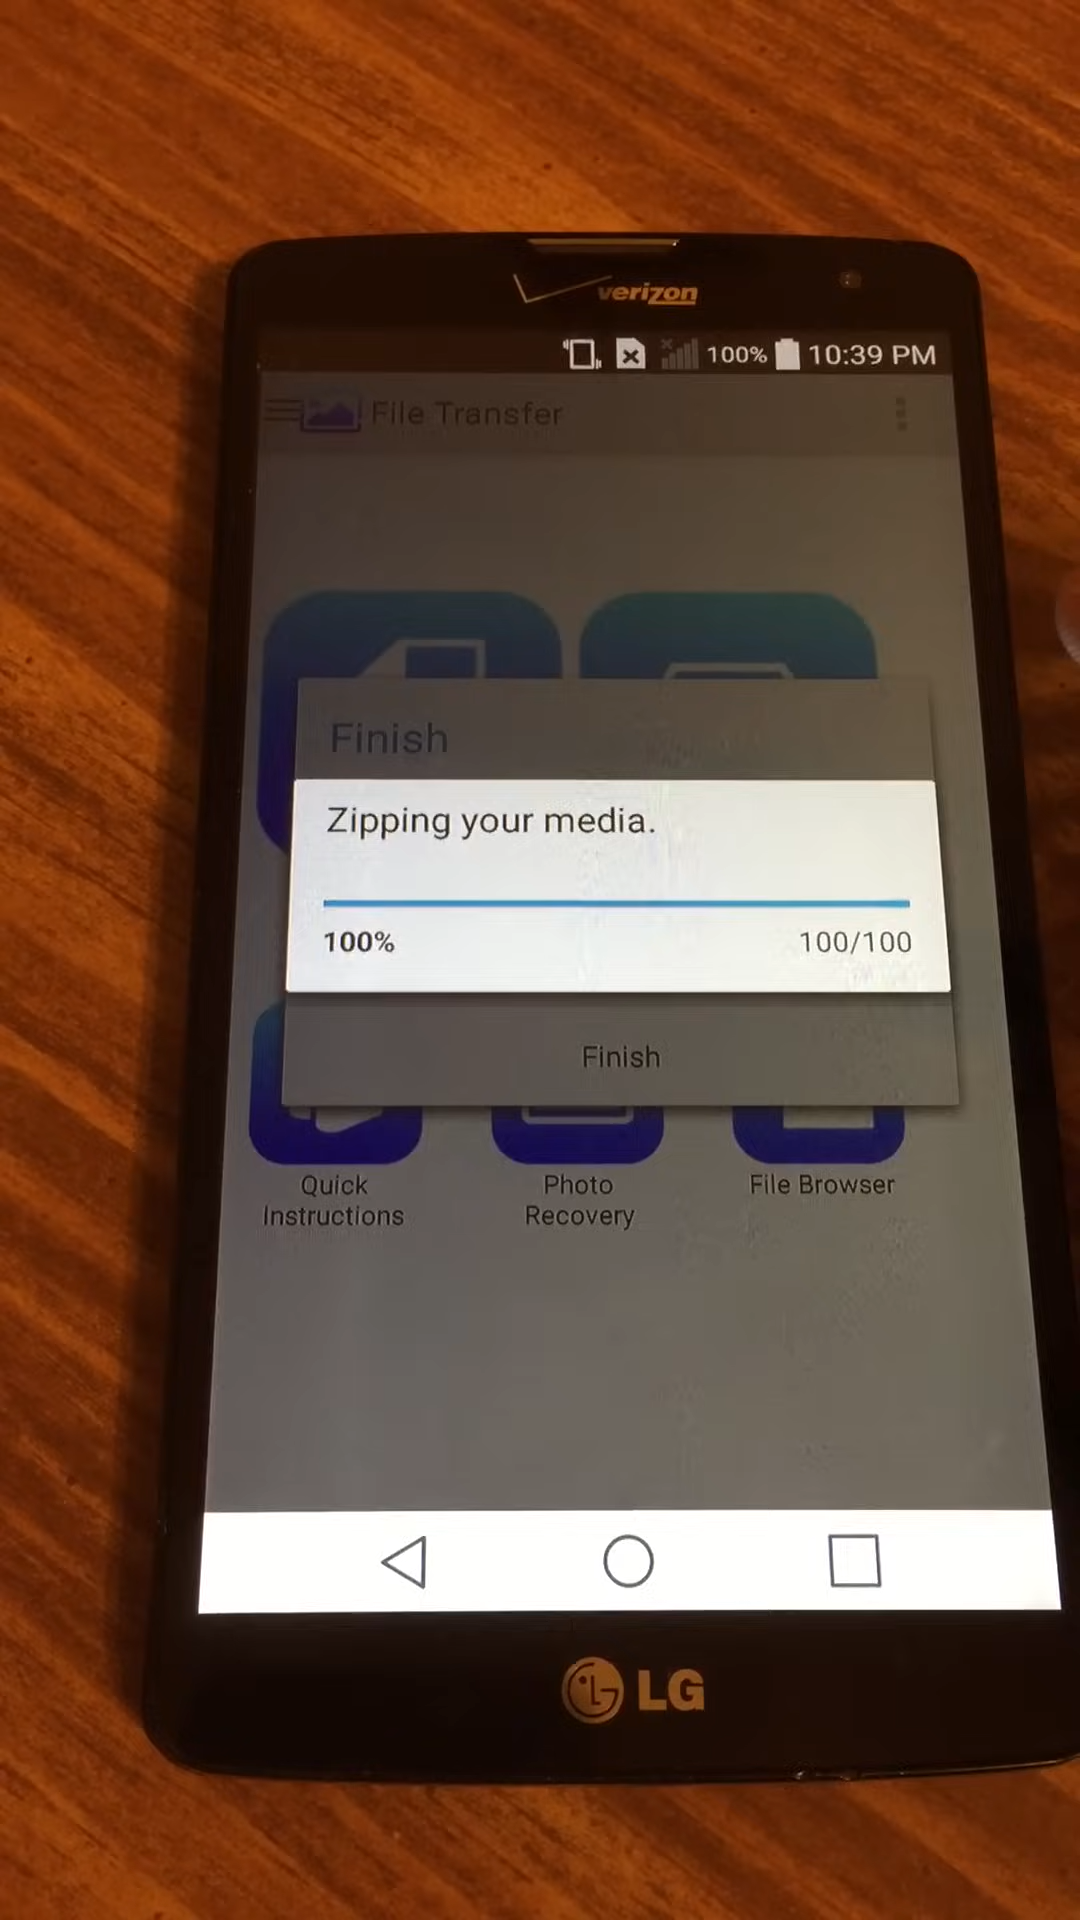 verizon
100% 10:39 PM
File Transfer
Finish
Zipping your media.
100% 100/100
Finish
Quick
Instructions
Photo
Recovery
File Browser
LG